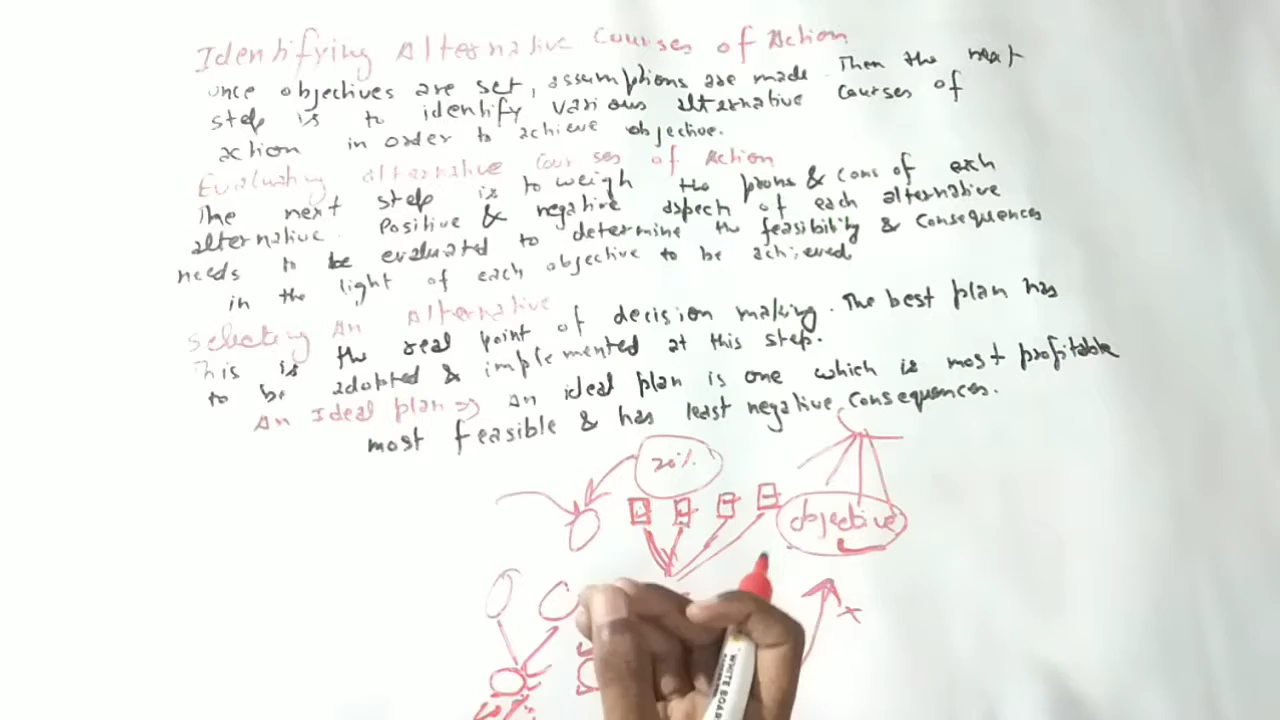 Identifying Alternative Courses of Action
once objectives are set, assumptions are made. Then the next
step is to identify various alternative courses of
action in order to achieve objective.
Evaluating alternative Courses of Action
The next step is to weigh the prons & cons of each
alternative. Positive & negative aspech of each alternative
needs to be evaluated to determine the feasibility & consequences
in the light of each objective to be achieved.
Selecting An Alternative
This is the real point of decision making. The best plan has
to be adopted & implemented at this step.
An Ideal plan => An ideal plan is one which is most profitable
most feasible & has least negative consequences.
20%
objective
WHITE BOAR